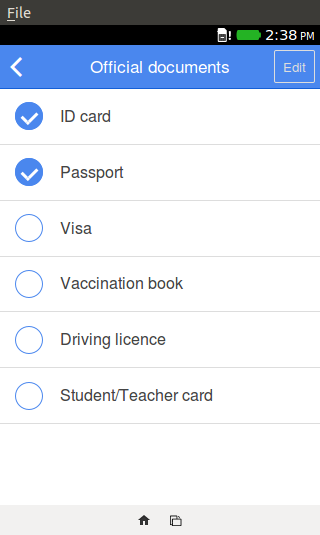 File
2:38 PM
Official documents
Edit
ID card
Passport
Visa
Vaccination book
Driving licence
Student/Teacher card